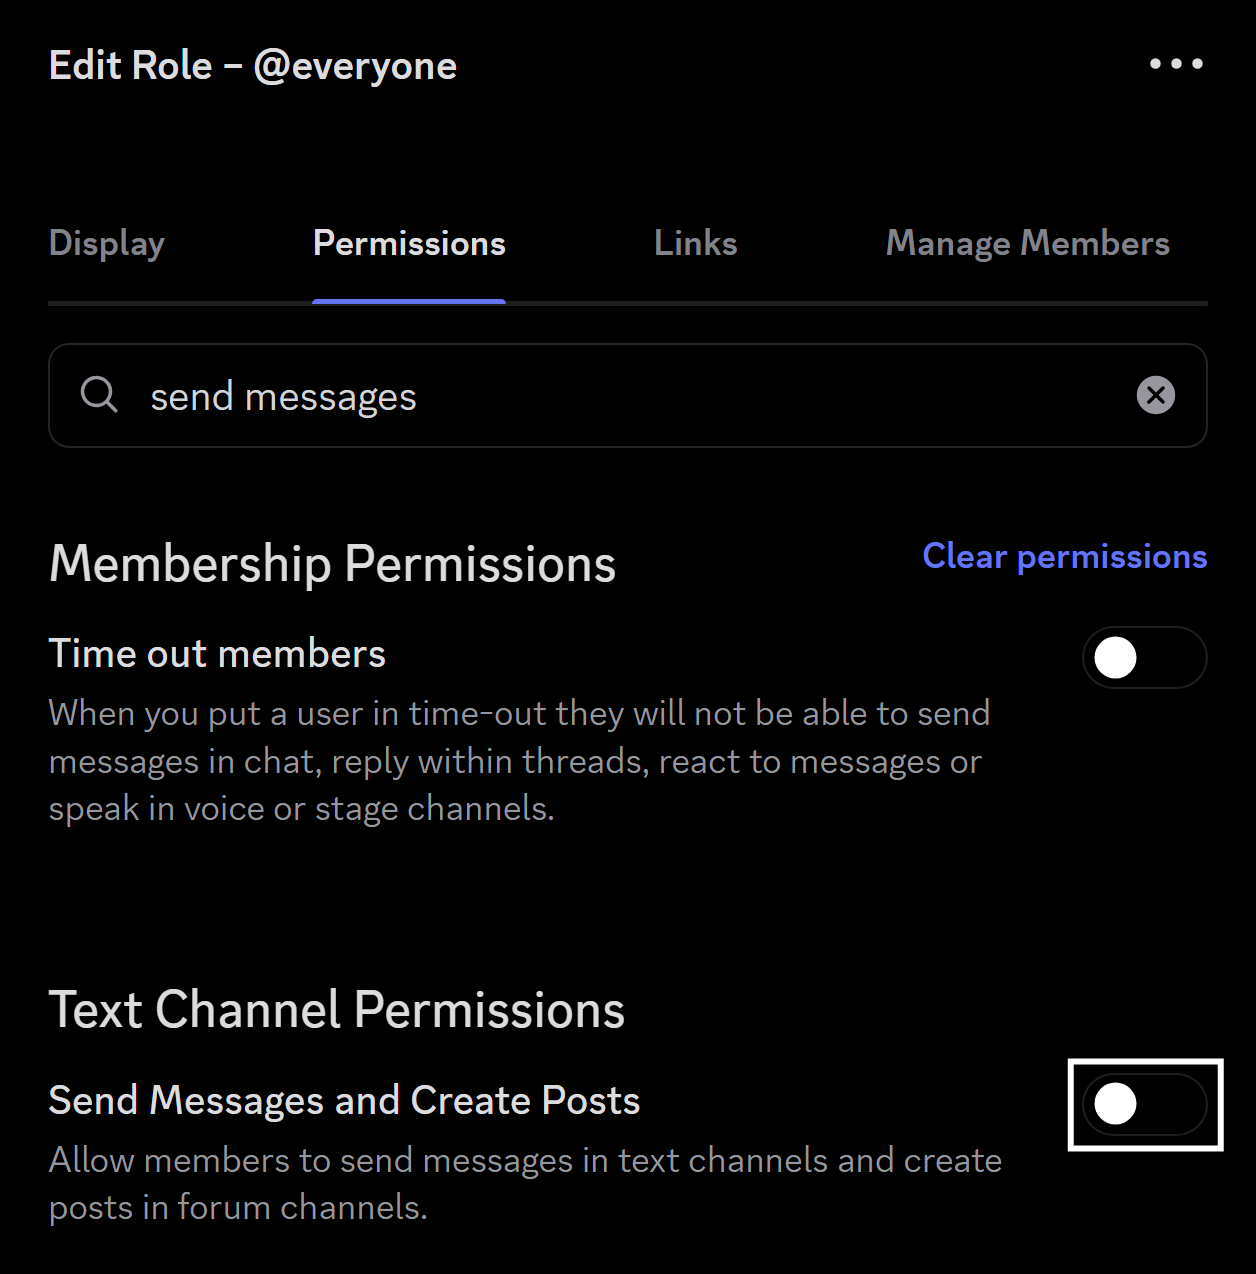 Edit Role – @everyone
Display Permissions Links Manage Members
send messages
Membership Permissions
Clear permissions
Time out members
When you put a user in time-out they will not be able to send
messages in chat, reply within threads, react to messages or
speak in voice or stage channels.
Text Channel Permissions
Send Messages and Create Posts
Allow members to send messages in text channels and create
posts in forum channels.